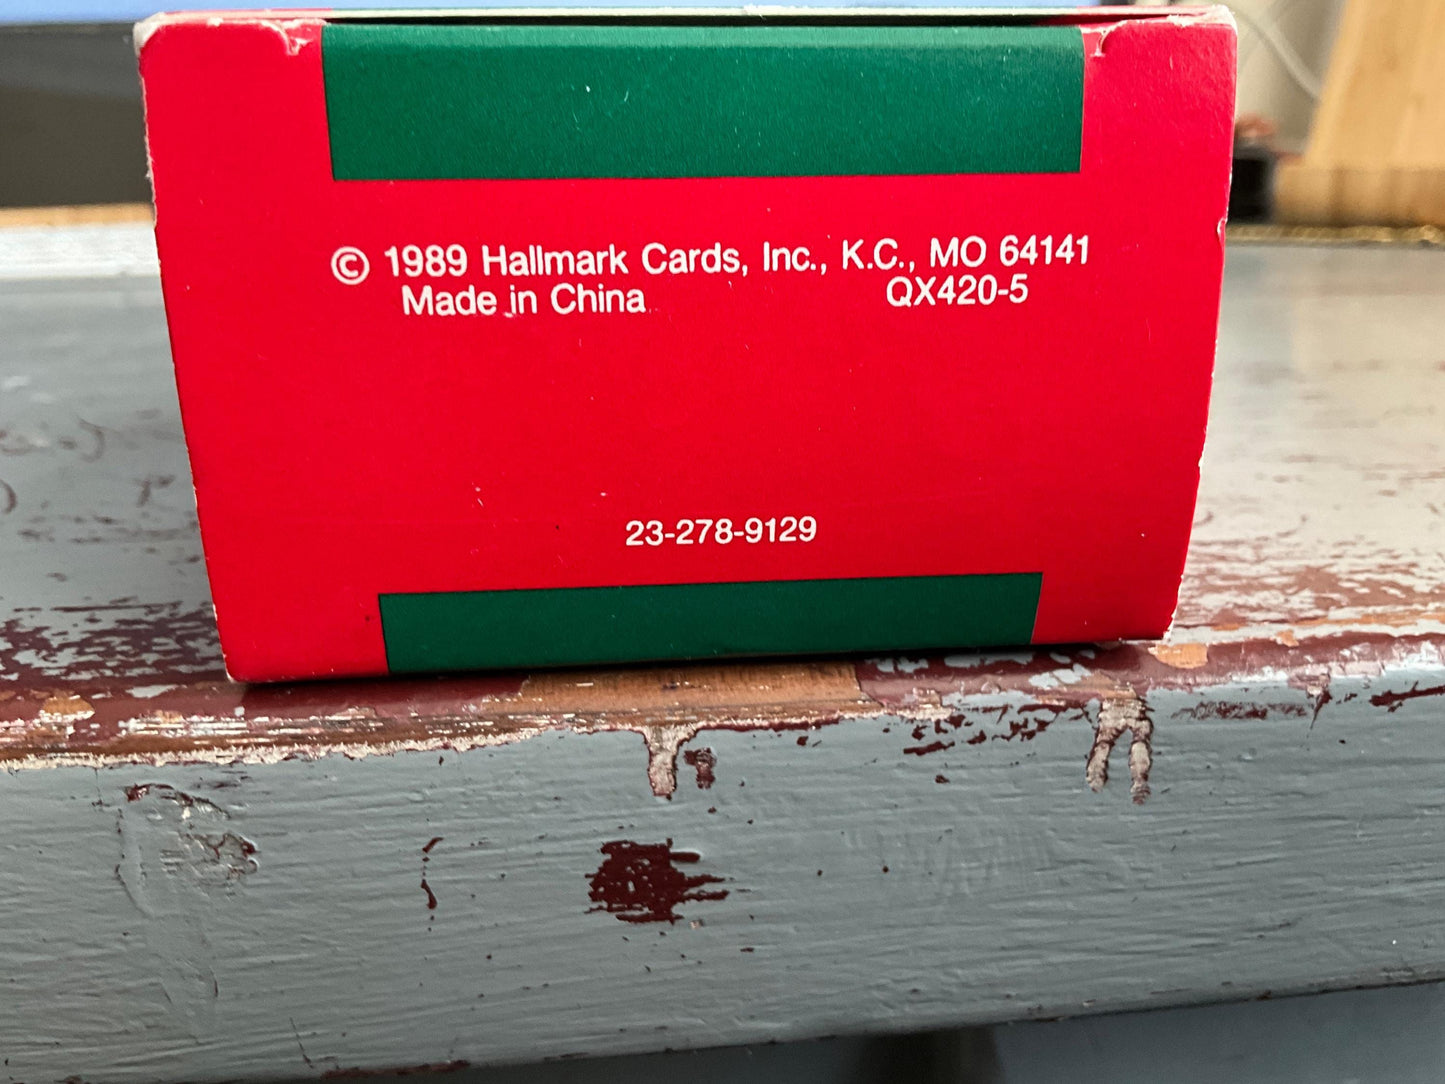 © 1989 Hallmark Cards, Inc., K.C., MO 64141
Made in China QX420-5
23-278-9129